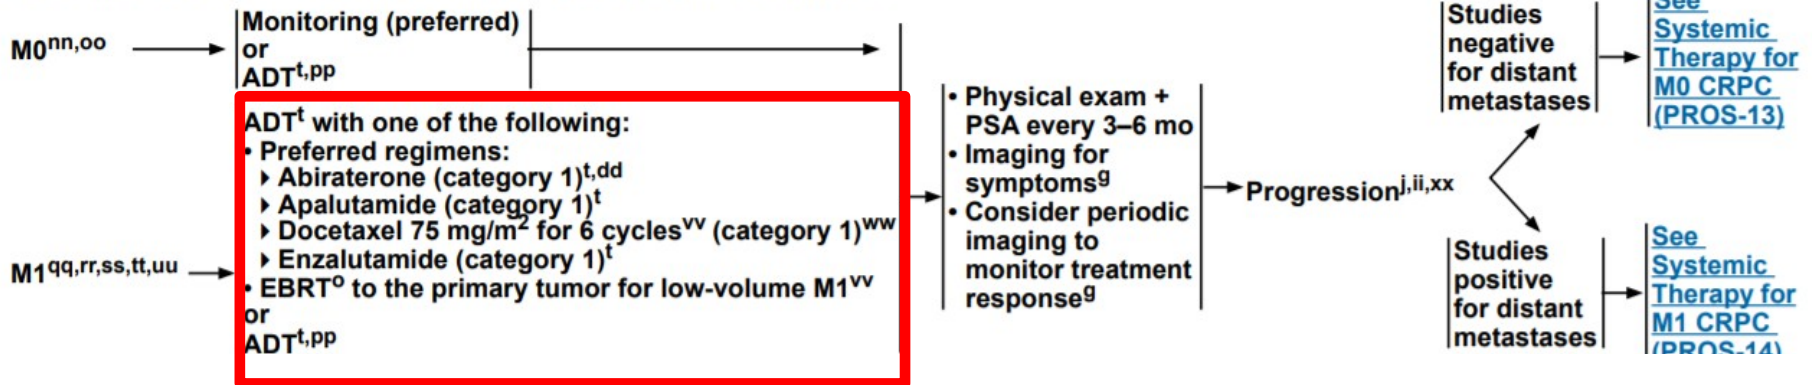 M0nn,oo
Monitoring (preferred)
or
ADTt,pp
M1qq,rr,ss,tt,uu
ADTt with one of the following:
• Preferred regimens:
▸ Abiraterone (category 1)t,dd
▸ Apalutamide (category 1)t
▸ Docetaxel 75 mg/m2 for 6 cyclesvv (category 1)ww
▸ Enzalutamide (category 1)t
• EBRTo to the primary tumor for low-volume M1vv
or
ADTt,pp
• Physical exam +
PSA every 3–6 mo
• Imaging for
symptomsg
• Consider periodic
imaging to
monitor treatment
responseg
Progressionj,ii,xx
Studies
negative
for distant
metastases
See
Systemic
Therapy for
M0 CRPC
(PROS-13)
Studies
positive
for distant
metastases
See
Systemic
Therapy for
M1 CRPC
(PROS-14)